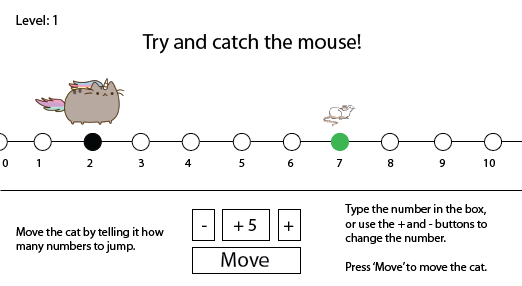 Level: 1
Try and catch the mouse!
0 1 2 3 4 5 6 7 8 9 10
Move the cat by telling it how
many numbers to jump.
- + 5 +
Move
Type the number in the box,
or use the + and - buttons to
change the number.
Press 'Move' to move the cat.